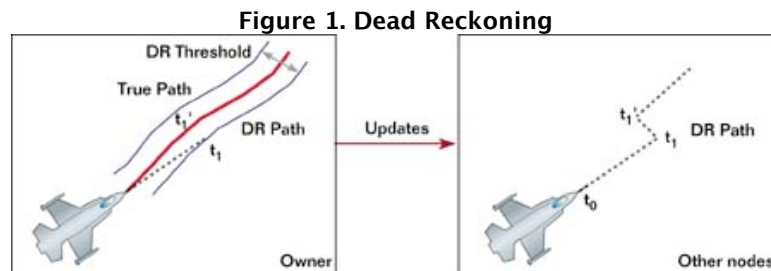 Figure 1. Dead Reckoning
DR Threshold
True Path
t1'
DR Path
t1
Owner
Updates
t1'
DR Path
t1
t0
Other nodes